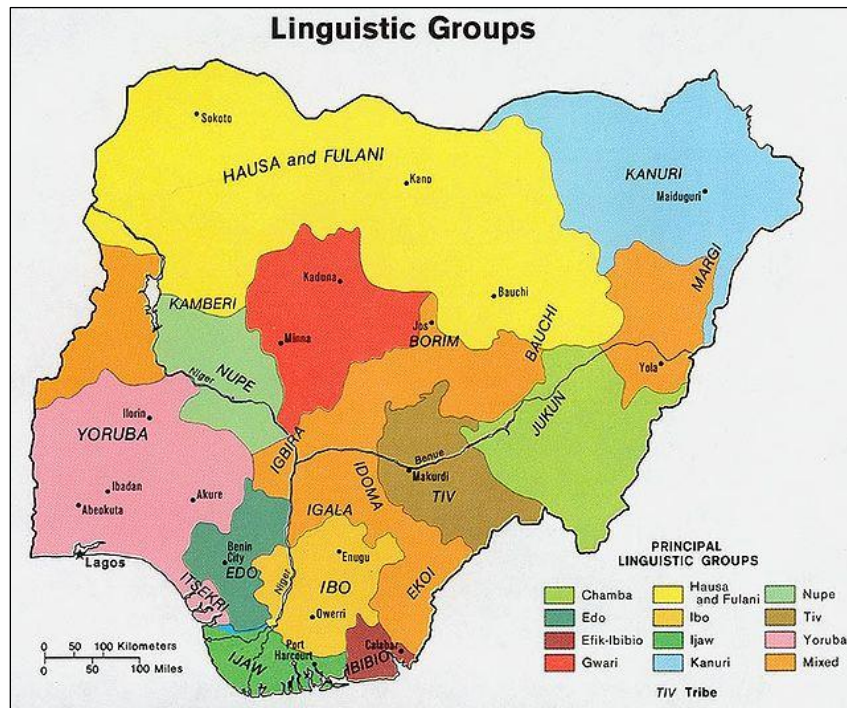 Linguistic Groups
Sokoto
HAUSA and FULANI
Kano
KANURI
Maiduguri
MARGI
Kaduna
Bauchi
KAMBERI
Jos
BORIM
BAUCHI
Minna
Yola
Niger
NUPE
Ilorin
YORUBA
JUKUN
IGBIRA
Benue
Makurdi
IDOMA
TIV
Ibadan
Akure
Abeokuta
IGALA
Benin
City
EDO
Enugu
Lagos
Niger
IBO
EKOI
ITSEKRI
Owerri
Port
Harcourt
Calabar
IJAW
IBIBIO
0 50 100 Kilometers
0 50 100 Miles
PRINCIPAL
LINGUISTIC GROUPS
Chamba
Edo
Efik-Ibibio
Gwari
Hausa
and Fulani
Ibo
Ijaw
Kanuri
Nupe
Tiv
Yoruba
Mixed
TIV Tribe